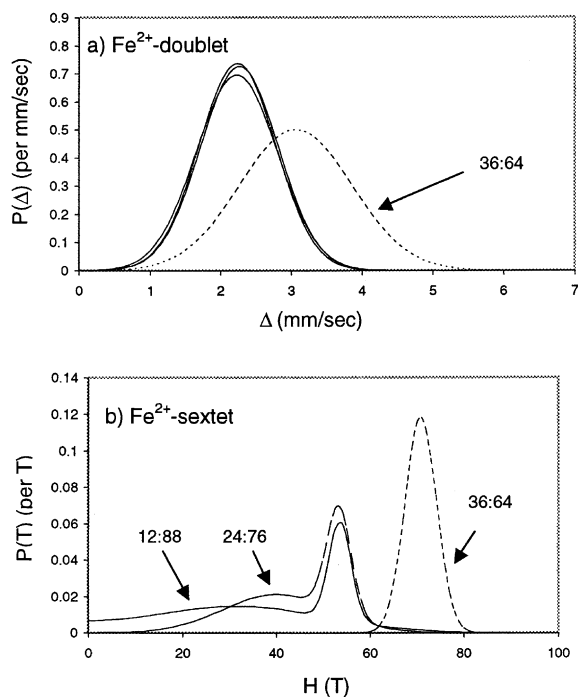 a) Fe²⁺-doublet
P(Δ) (per mm/sec)
0.9
0.8
0.7
0.6
0.5
0.4
0.3
0.2
0.1
0
36:64
0 1 2 3 4 5 6 7
Δ (mm/sec)
b) Fe²⁺-sextet
P(T) (per T)
0.14
0.12
0.1
0.08
0.06
0.04
0.02
0
12:88 24:76 36:64
0 20 40 60 80 100
H (T)